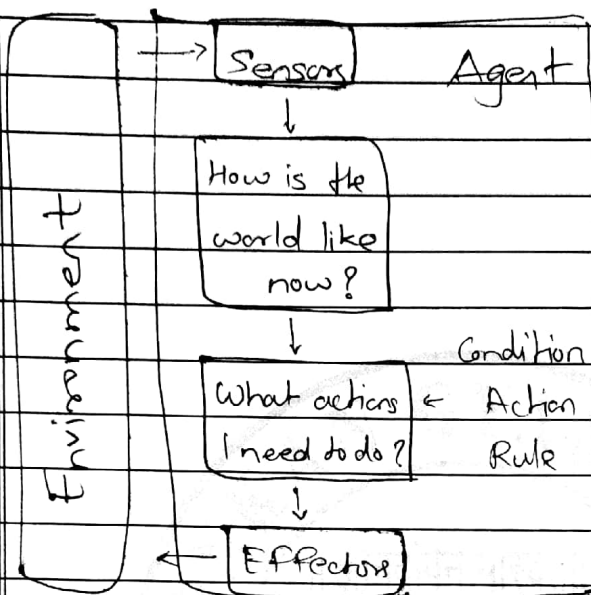 Sensors
Agent
How is the
world like
now?
Environment
Condition
What actions
Action
I need to do?
Rule
Effectors